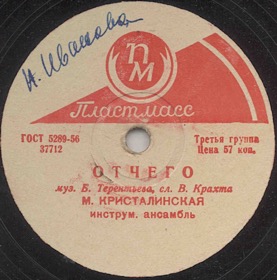 Н. Иванова
ПМ
Пластмасс
ГОСТ 5289-56
37712
Третья группа
Цена 57 коп.
ОТЧЕГО
муз. Б. Терентьева, сл. В. Крахта
М. КРИСТАЛИНСКАЯ
инструм. ансамбль